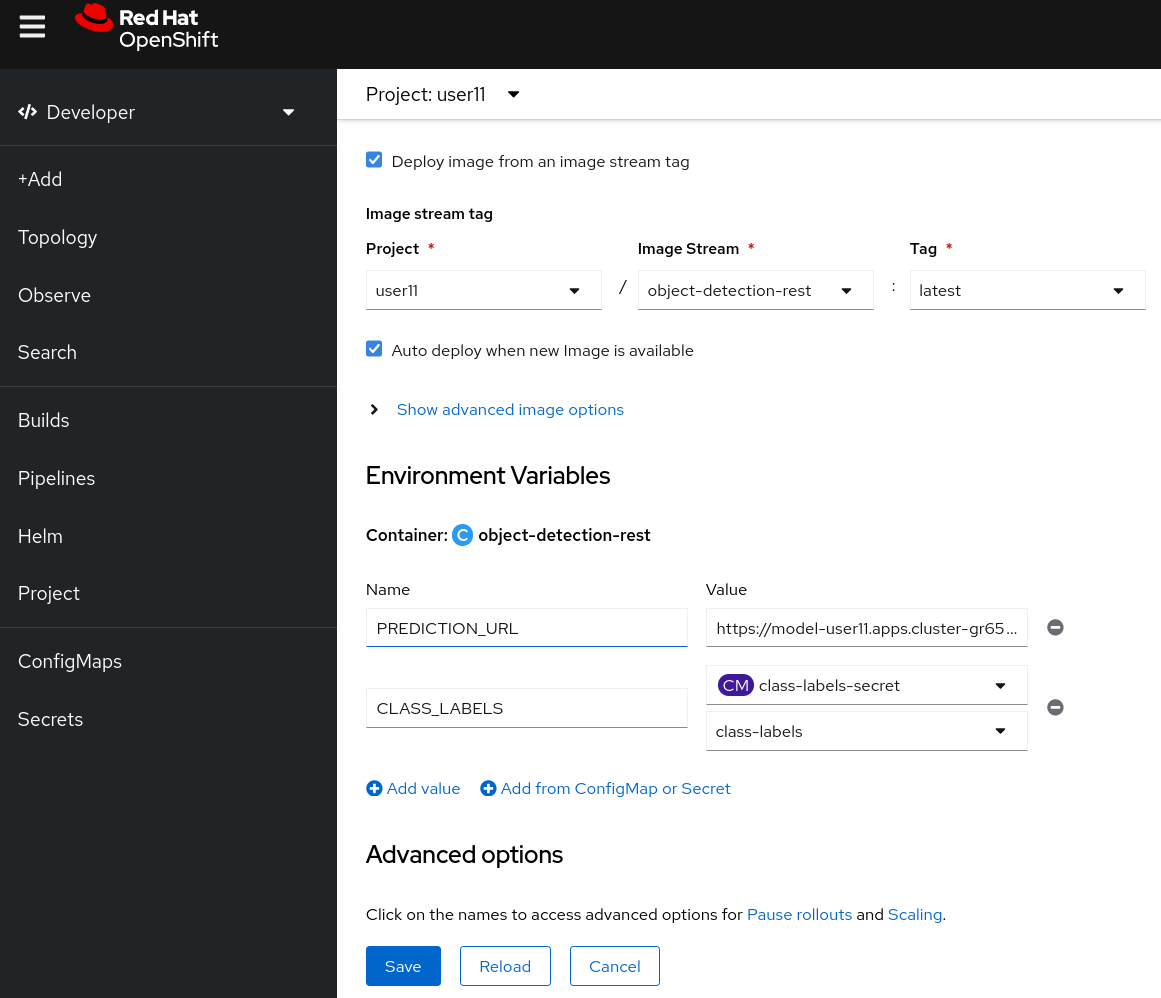 Red Hat
OpenShift
Developer
+Add
Topology
Observe
Search
Builds
Pipelines
Helm
Project
ConfigMaps
Secrets
Project: user11
Deploy image from an image stream tag
Image stream tag
Project * Image Stream * Tag *
user11 / object-detection-rest : latest
Auto deploy when new Image is available
Show advanced image options
Environment Variables
Container: C object-detection-rest
Name Value
PREDICTION_URL https://model-user11.apps.cluster-gr65...
CLASS_LABELS
CM class-labels-secret
class-labels
Add value Add from ConfigMap or Secret
Advanced options
Click on the names to access advanced options for Pause rollouts and Scaling.
Save Reload Cancel